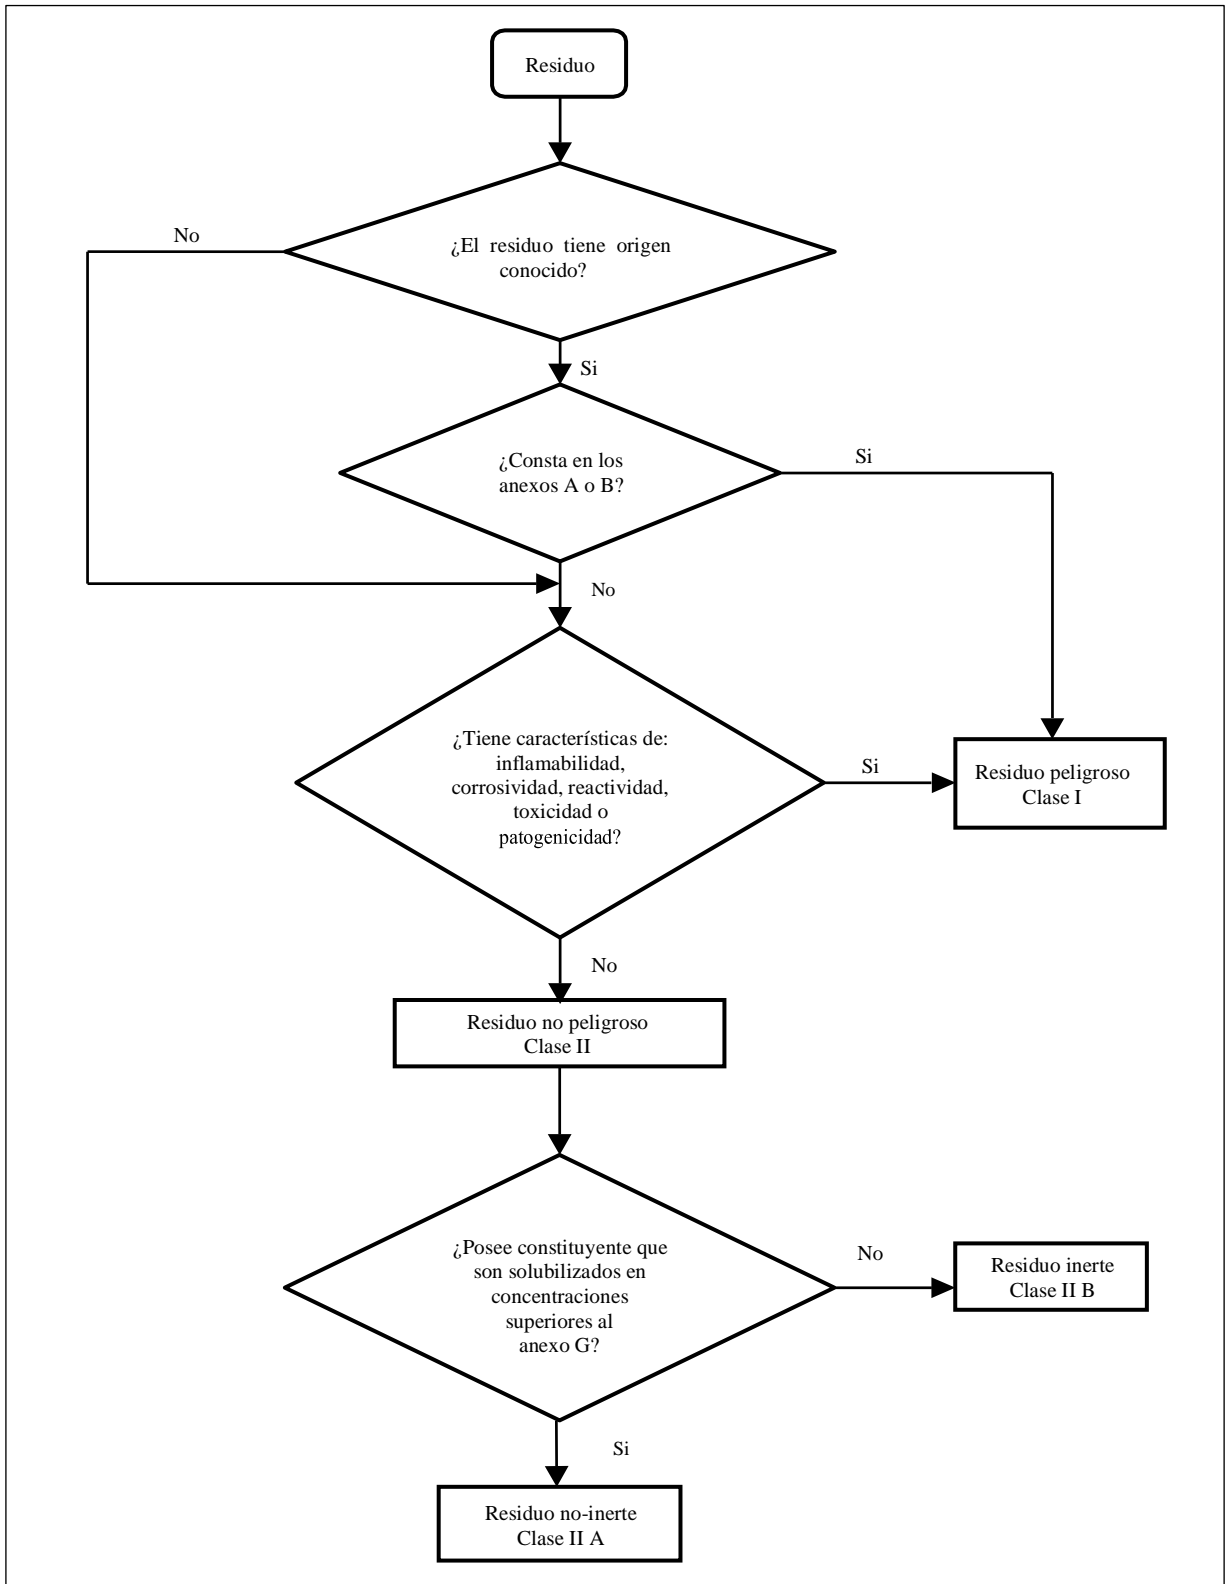 Residuo
¿El residuo tiene origen
conocido?
No
Si
¿Consta en los
anexos A o B?
Si
No
¿Tiene características de:
inflamabilidad,
corrosividad, reactividad,
toxicidad o
patogenicidad?
Si
Residuo peligroso
Clase I
No
Residuo no peligroso
Clase II
¿Posee constituyente que
son solubilizados en
concentraciones
superiores al
anexo G?
No
Residuo inerte
Clase II B
Si
Residuo no-inerte
Clase II A